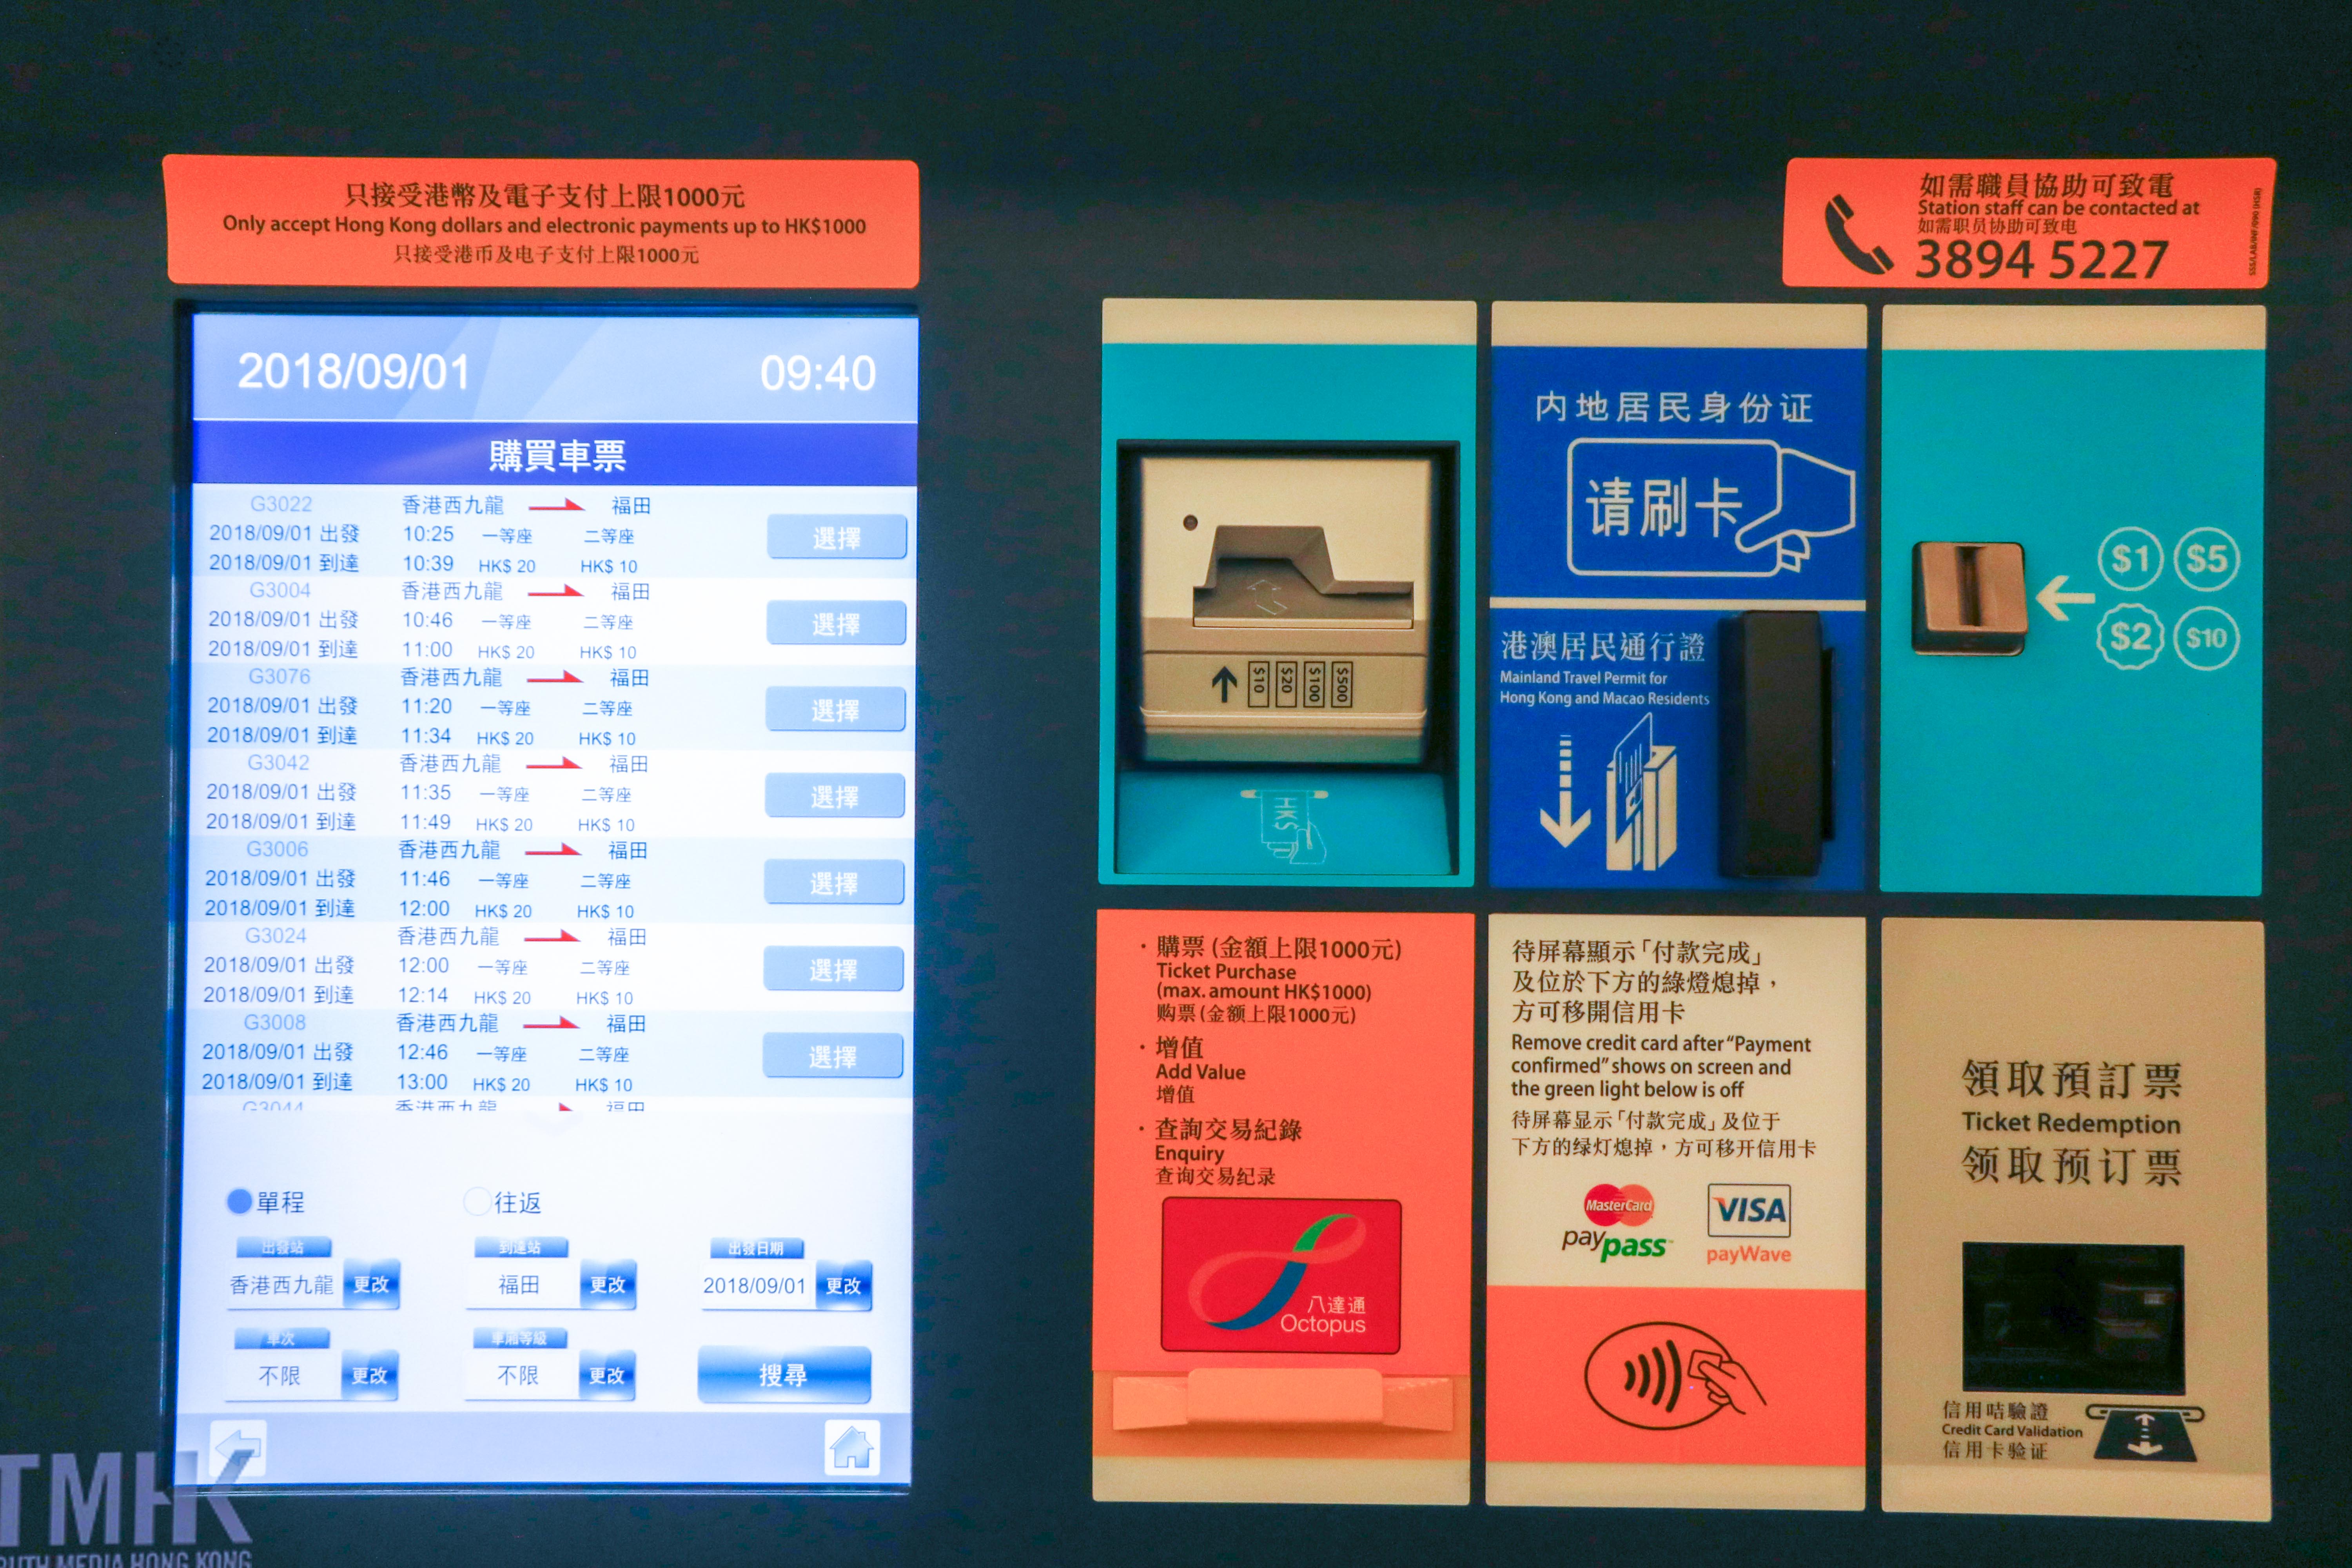 只接受港幣及電子支付上限1000元
Only accept Hong Kong dollars and electronic payments up to HK$1000
只接受港币及电子支付上限1000元
2018/09/01 09:40
購買車票
G3022 香港西九龍 福田
2018/09/01 出發 10:25 一等座 二等座 選擇
2018/09/01 到達 10:39 HK$ 20 HK$ 10
G3004 香港西九龍 福田
2018/09/01 出發 10:46 一等座 二等座 選擇
2018/09/01 到達 11:00 HK$ 20 HK$ 10
G3076 香港西九龍 福田
2018/09/01 出發 11:20 一等座 二等座 選擇
2018/09/01 到達 11:34 HK$ 20 HK$ 10
G3042 香港西九龍 福田
2018/09/01 出發 11:35 一等座 二等座 選擇
2018/09/01 到達 11:49 HK$ 20 HK$ 10
G3006 香港西九龍 福田
2018/09/01 出發 11:46 一等座 二等座 選擇
2018/09/01 到達 12:00 HK$ 20 HK$ 10
G3024 香港西九龍 福田
2018/09/01 出發 12:00 一等座 二等座 選擇
2018/09/01 到達 12:14 HK$ 20 HK$ 10
G3008 香港西九龍 福田
2018/09/01 出發 12:46 一等座 二等座 選擇
2018/09/01 到達 13:00 HK$ 20 HK$ 10
G3044 香港西九龍 福田
單程 往返
出發站 到達站 出發日期
香港西九龍 更改 福田 更改 2018/09/01 更改
車次 車廂等級
不限 更改 不限 更改 搜尋
如需職員協助可致電
Station staff can be contacted at
如需职员协助可致电
3894 5227
$10 $20 $100 $500
HK$
内地居民身份证
请刷卡
港澳居民通行證
Mainland Travel Permit for
Hong Kong and Macao Residents
$1 $5
$2 $10
· 購票 (金額上限1000元)
Ticket Purchase
(max. amount HK$1000)
购票 (金额上限1000元)
· 增值
Add Value
增值
· 查詢交易紀錄
Enquiry
查询交易纪录
八達通
Octopus
待屏幕顯示「付款完成」
及位於下方的綠燈熄掉，
方可移開信用卡
Remove credit card after “Payment
confirmed” shows on screen and
the green light below is off
待屏幕显示「付款完成」及位于
下方的绿灯熄掉，方可移开信用卡
MasterCard
paypass™
VISA
payWave
領取預訂票
Ticket Redemption
领取预订票
信用咭驗證
Credit Card Validation
信用卡验证
TMHK
RUTH MEDIA HONG KONG